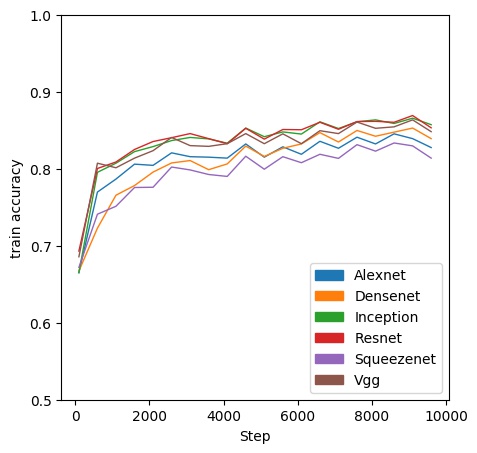 1.0
0.9
0.8
0.7
0.6
0.5
train accuracy
0 2000 4000 6000 8000 10000
Step
Alexnet
Densenet
Inception
Resnet
Squeezenet
Vgg